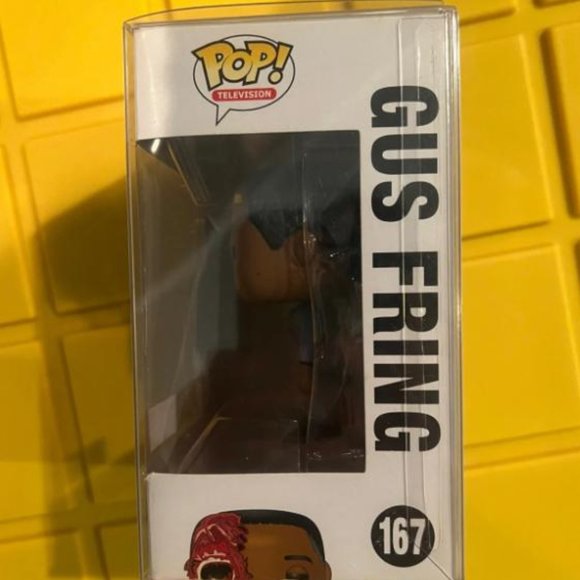 POP!
TELEVISION
GUS FRING
167